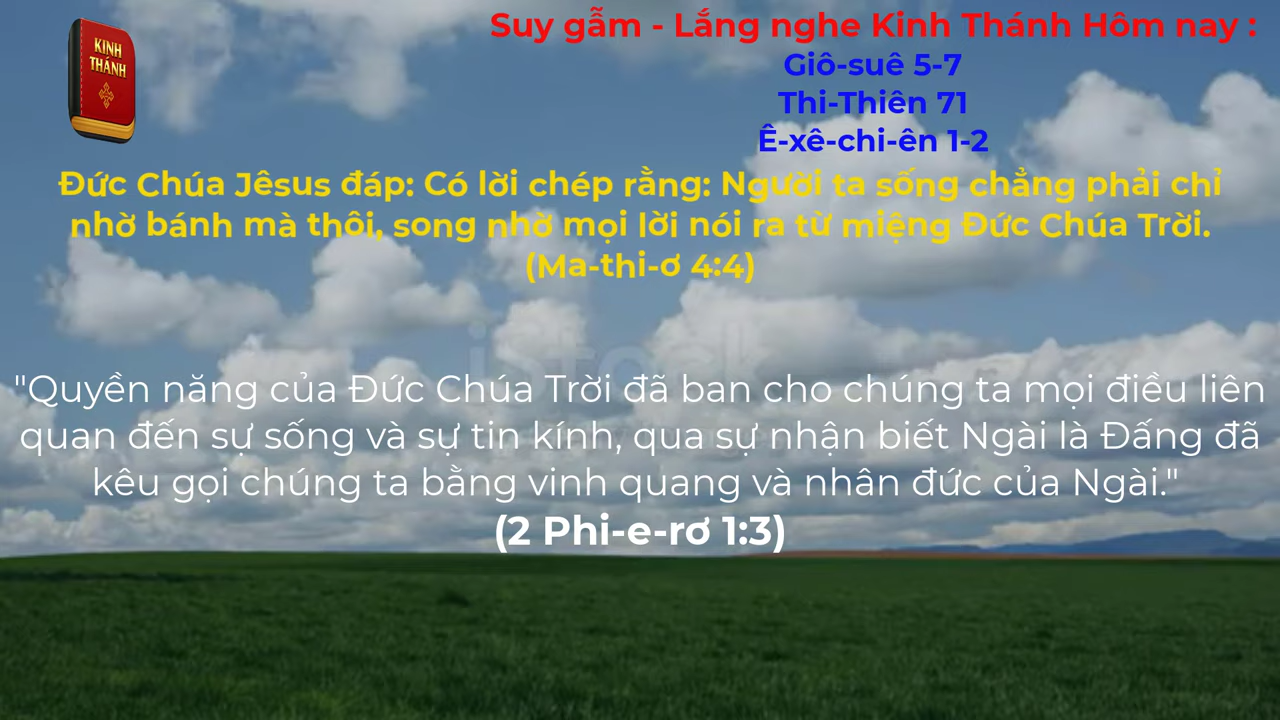 KINH
THÁNH
Suy gẫm - Lắng nghe Kinh Thánh Hôm nay :
Giô-suê 5-7
Thi-Thiên 71
Ê-xê-chi-ên 1-2
Đức Chúa Jêsus đáp: Có lời chép rằng: Người ta sống chẳng phải chỉ
nhờ bánh mà thôi, song nhờ mọi lời nói ra từ miệng Đức Chúa Trời.
(Ma-thi-ơ 4:4)
iStock
"Quyền năng của Đức Chúa Trời đã ban cho chúng ta mọi điều liên
quan đến sự sống và sự tin kính, qua sự nhận biết Ngài là Đấng đã
kêu gọi chúng ta bằng vinh quang và nhân đức của Ngài."
(2 Phi-e-rơ 1:3)